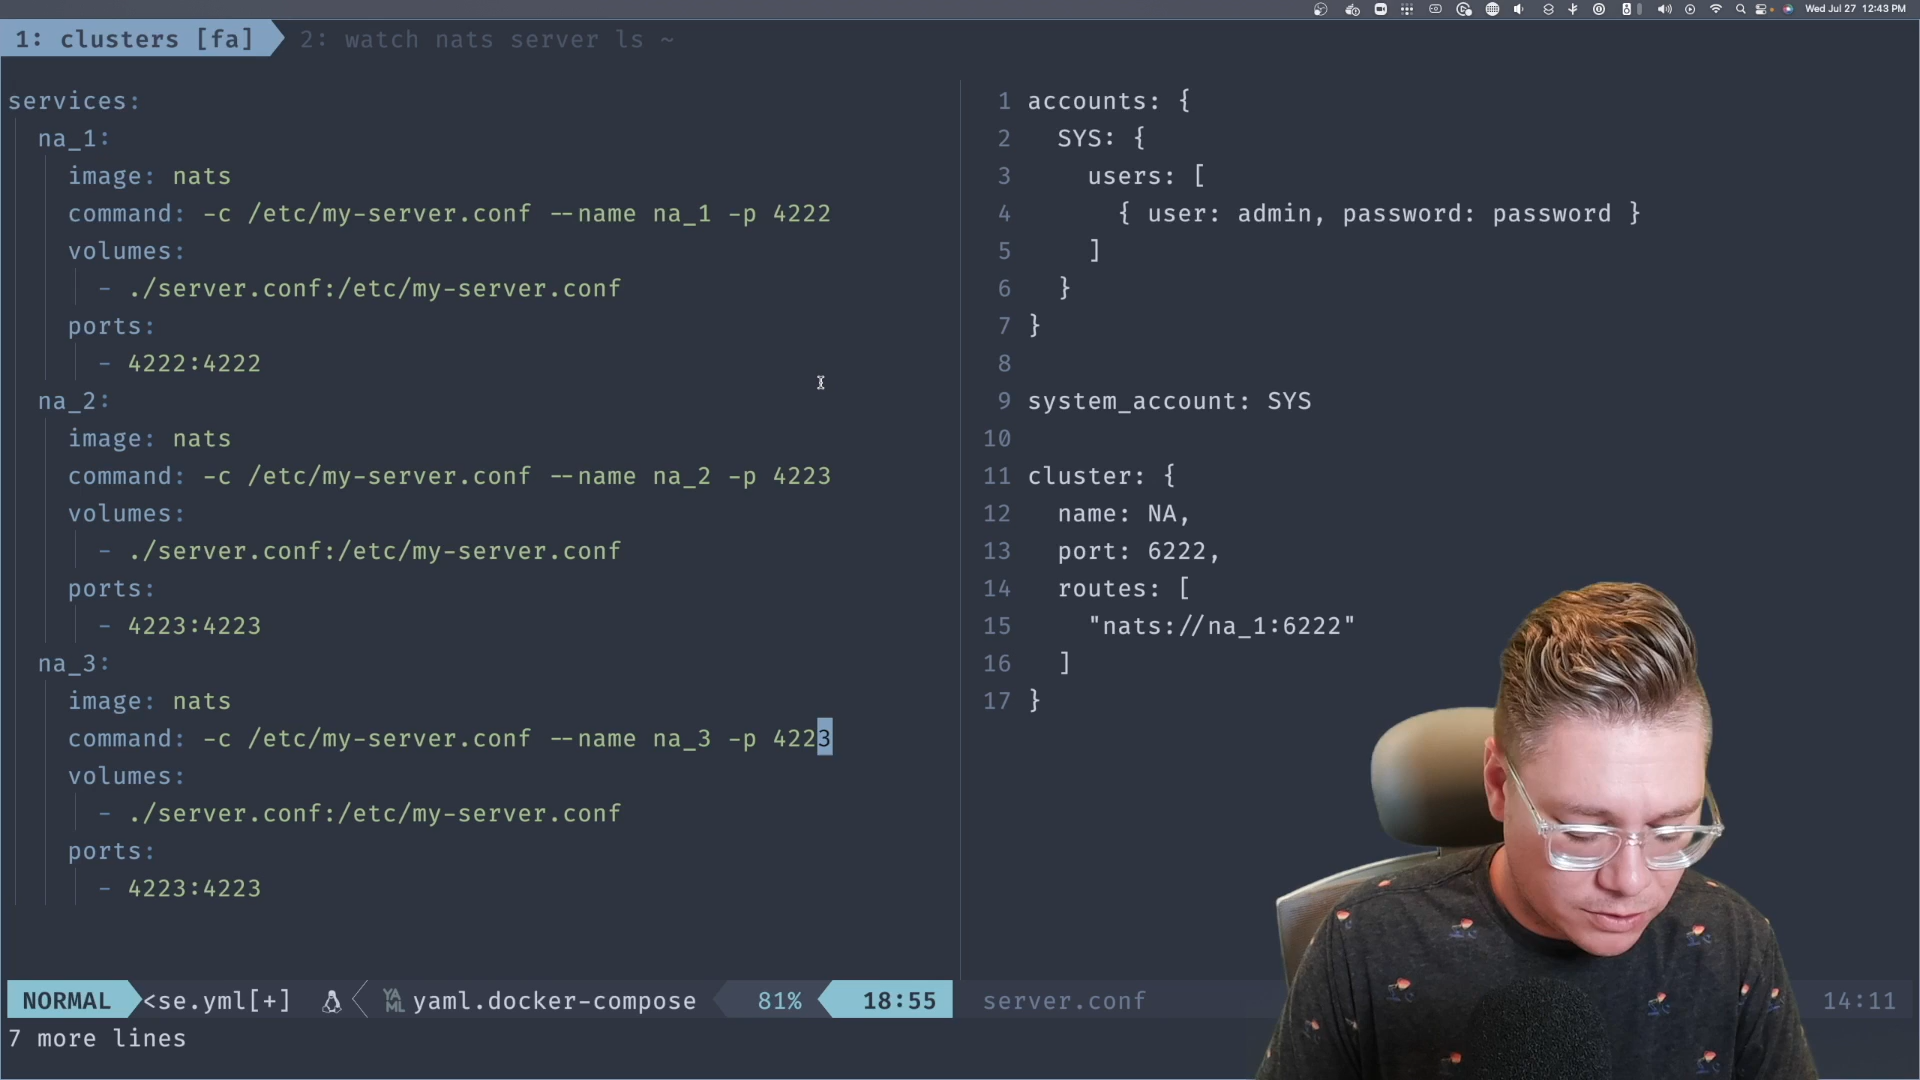 Wed Jul 27 12:43 PM
1: clusters [fa] 2: watch nats server ls ~
services:
na_1:
image: nats
command: -c /etc/my-server.conf --name na_1 -p 4222
volumes:
- ./server.conf:/etc/my-server.conf
ports:
- 4222:4222
na_2:
image: nats
command: -c /etc/my-server.conf --name na_2 -p 4223
volumes:
- ./server.conf:/etc/my-server.conf
ports:
- 4223:4223
na_3:
image: nats
command: -c /etc/my-server.conf --name na_3 -p 4223
volumes:
- ./server.conf:/etc/my-server.conf
ports:
- 4223:4223
1 accounts: {
2 SYS: {
3 users: [
4 { user: admin, password: password }
5 ]
6 }
7 }
8
9 system_account: SYS
10
11 cluster: {
12 name: NA,
13 port: 6222,
14 routes: [
15 "nats://na_1:6222"
16 ]
17 }
NORMAL <se.yml[+] YAML yaml.docker-compose 81% 18:55
server.conf 14:11
7 more lines